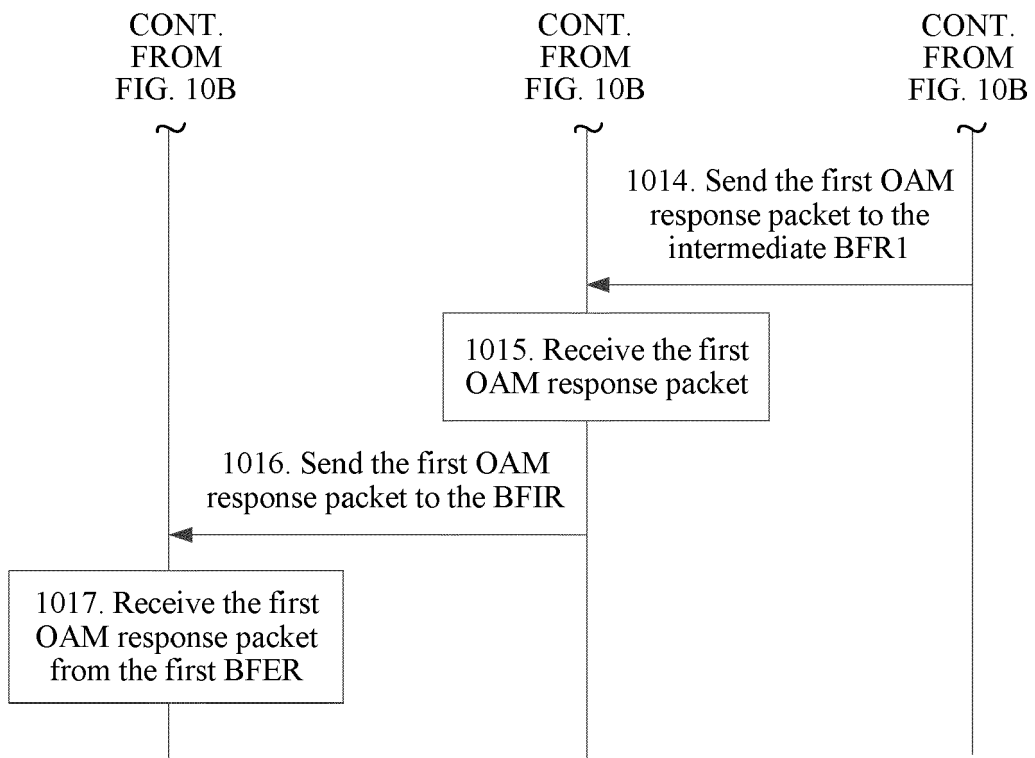 CONT.
FROM
FIG. 10B
CONT.
FROM
FIG. 10B
CONT.
FROM
FIG. 10B
1014. Send the first OAM
response packet to the
intermediate BFR1
1015. Receive the first
OAM response packet
1016. Send the first OAM
response packet to the BFIR
1017. Receive the first
OAM response packet
from the first BFER